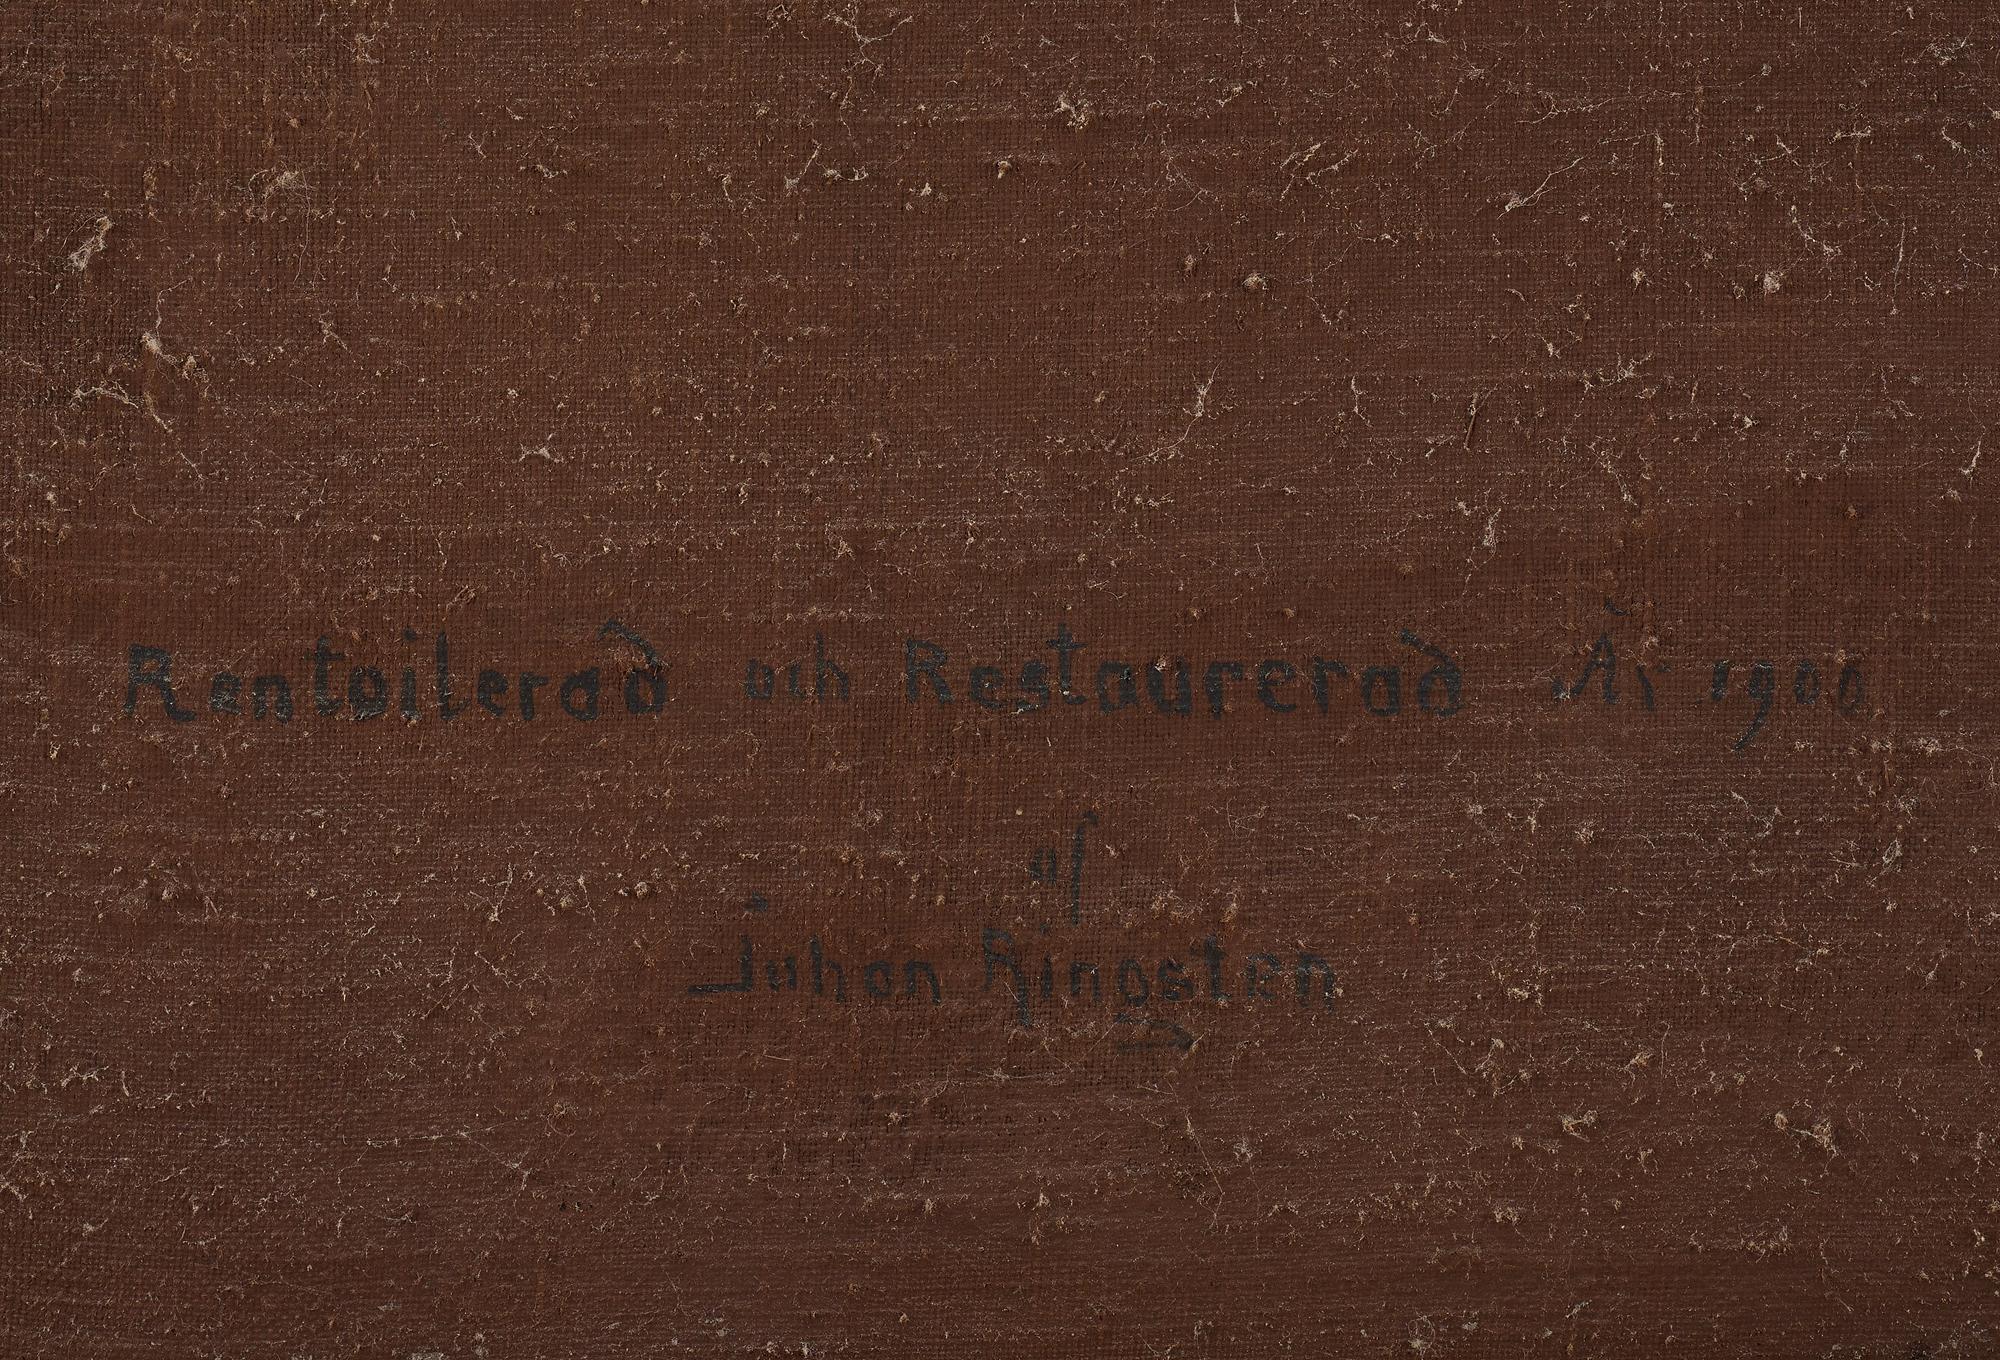 Rentoilerad och Restaurerad År 1900
af
Johan Ringsten